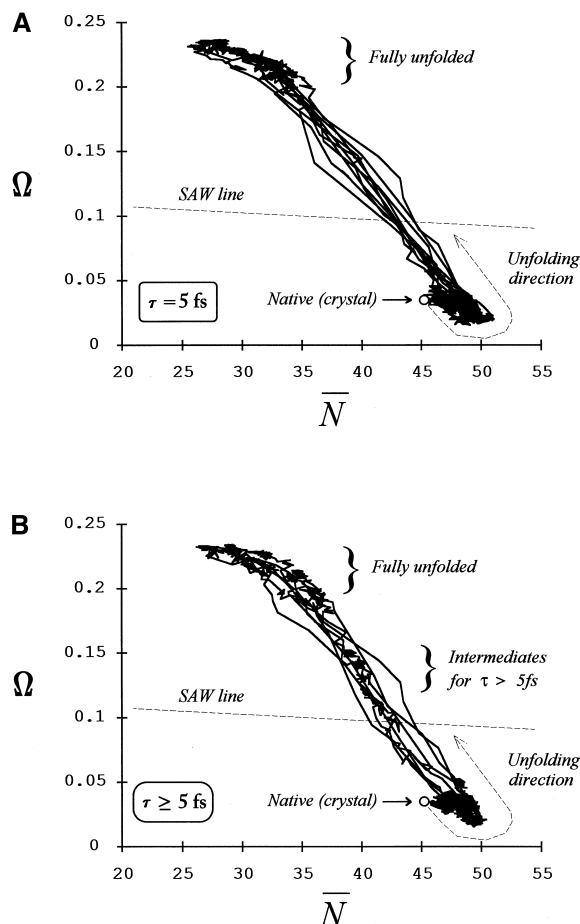 A
0.25
0.2
0.15
0.1
0.05
0
Ω
} Fully unfolded
SAW line
Unfolding
direction
Native (crystal)
τ = 5 fs
20 25 30 35 40 45 50 55
N
B
0.25
0.2
0.15
0.1
0.05
0
Ω
} Fully unfolded
} Intermediates
for τ > 5fs
SAW line
Unfolding
direction
Native (crystal)
τ ≥ 5 fs
20 25 30 35 40 45 50 55
N